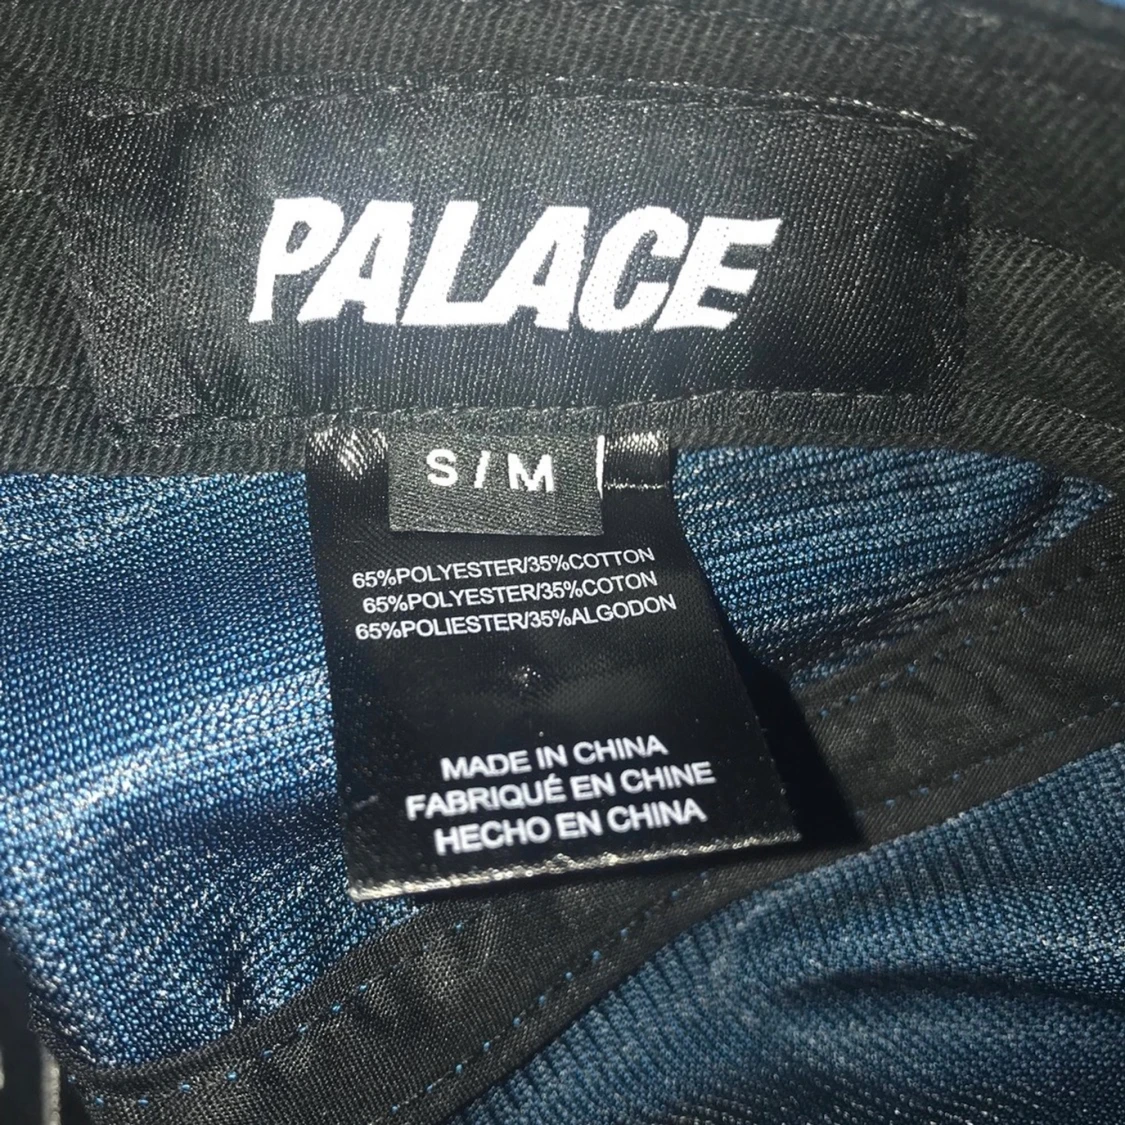 PALACE
S/M
65%POLYESTER/35%COTTON
65%POLYESTER/35%COTON
65%POLIESTER/35%ALGODON
MADE IN CHINA
FABRIQUÉ EN CHINE
HECHO EN CHINA